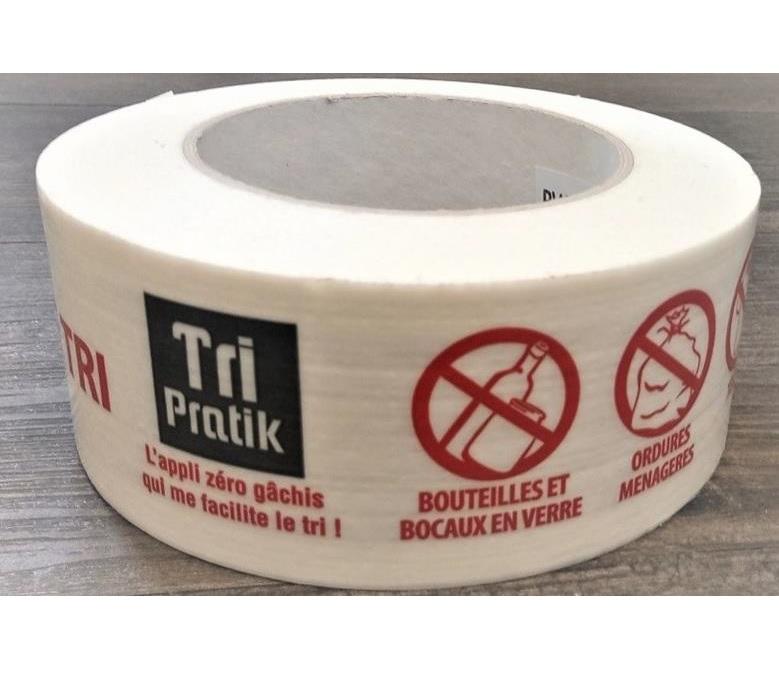 TRI
Tri
Pratik
L'appli zéro gâchis
qui me facilite le tri !
BOUTEILLES ET
BOCAUX EN VERRE
ORDURES
MENAGERES